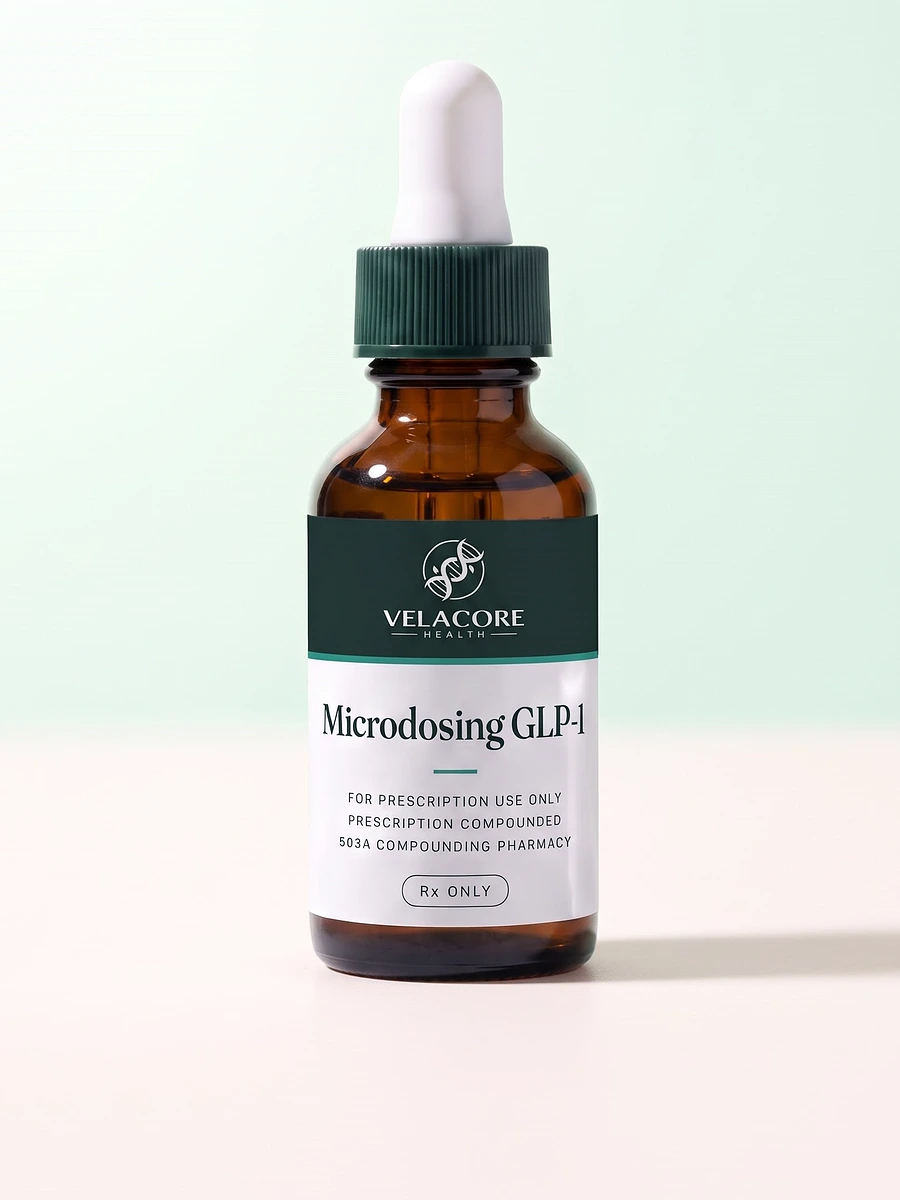 VELACORE
HEALTH
Microdosing GLP-1
FOR PRESCRIPTION USE ONLY
PRESCRIPTION COMPOUNDED
503A COMPOUNDING PHARMACY
Rx ONLY